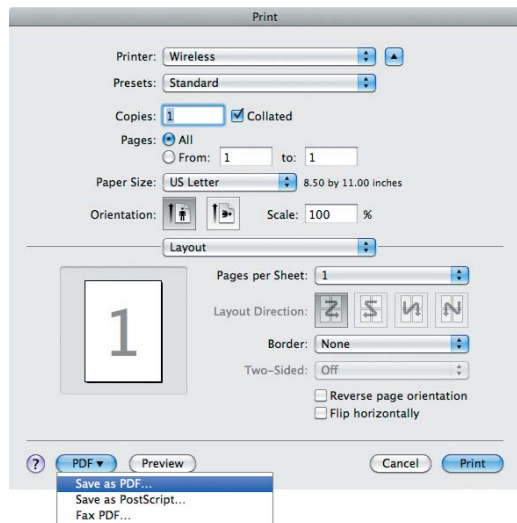 Print
Printer: Wireless
Presets: Standard
Copies: 1 Collated
Pages: All
From: 1 to: 1
Paper Size: US Letter 8.50 by 11.00 inches
Orientation: Scale: 100 %
Layout
Pages per Sheet: 1
1
Layout Direction:
Border: None
Two-Sided: Off
Reverse page orientation
Flip horizontally
? PDF▼ Preview Cancel Print
Save as PDF...
Save as PostScript...
Fax PDF...